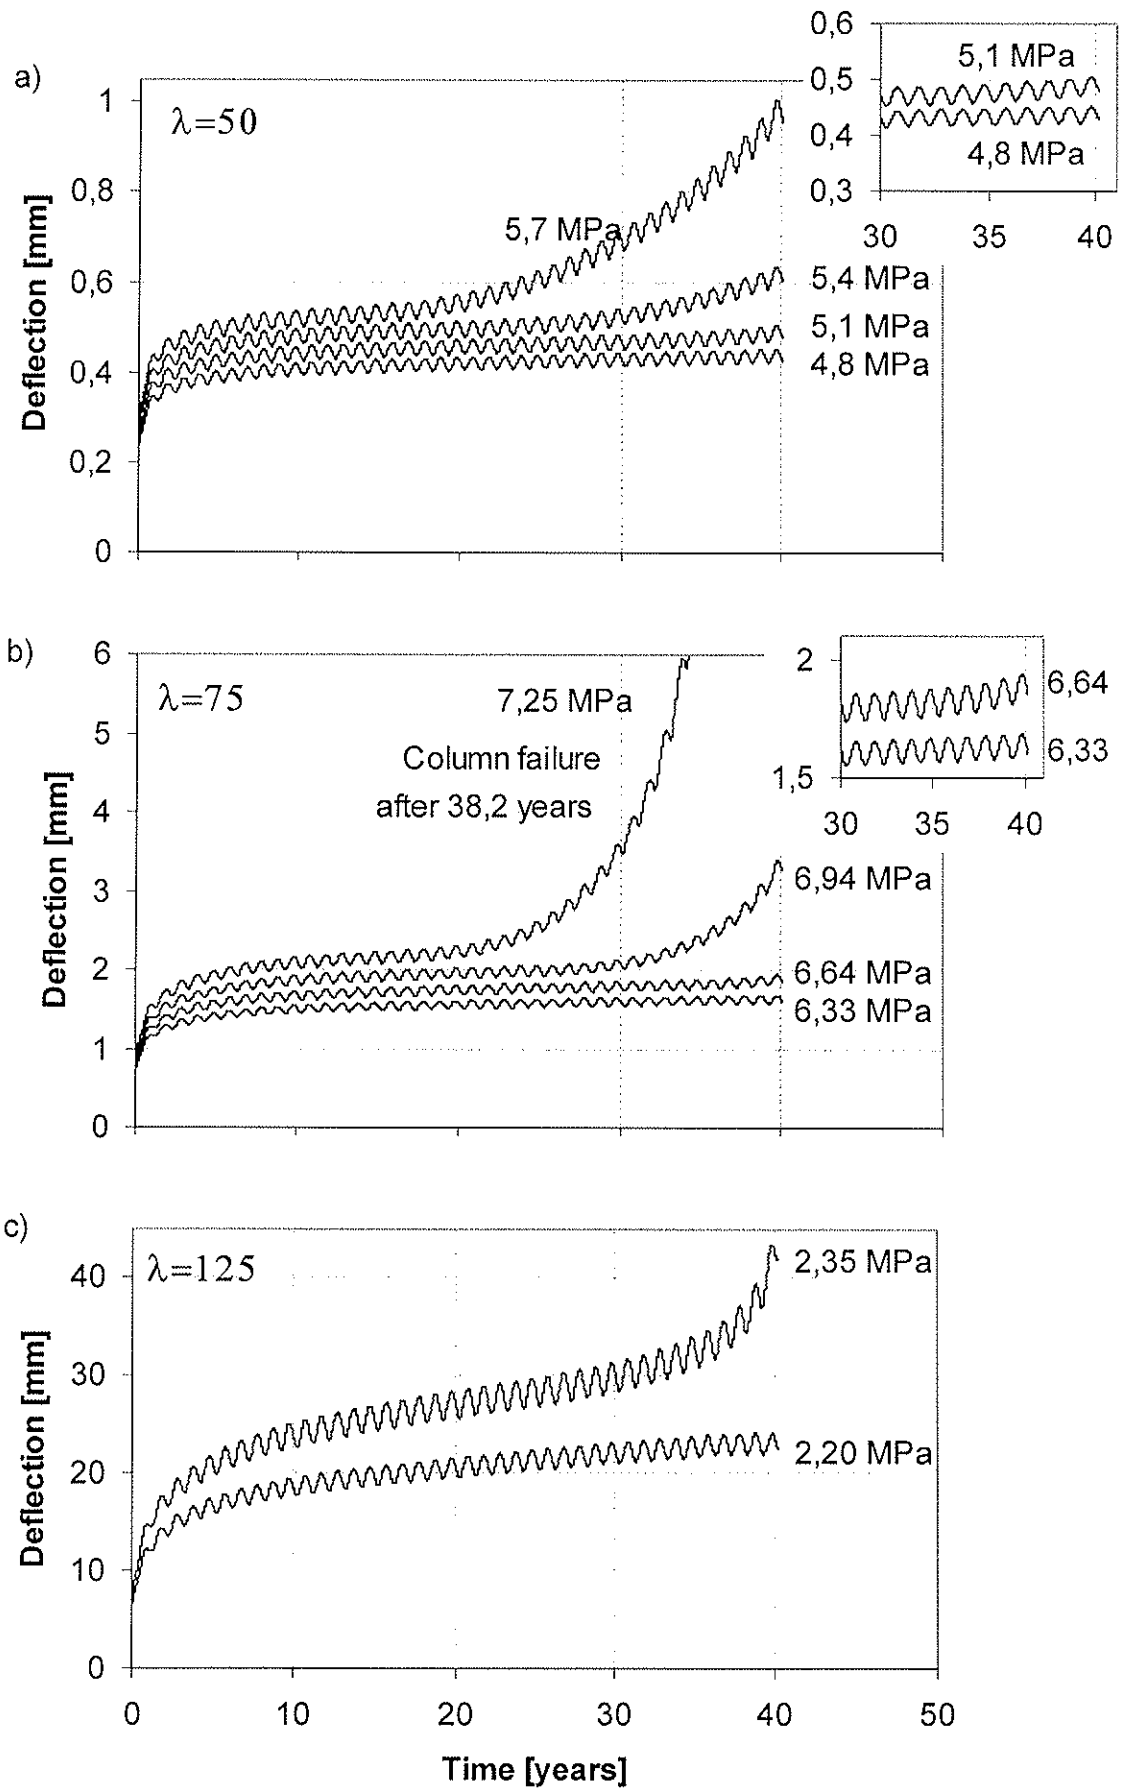 a)
λ=50
Deflection [mm]
1
0,8
0,6
0,4
0,2
0
5,7 MPa
5,4 MPa
5,1 MPa
4,8 MPa
0,6
0,5
0,4
0,3
5,1 MPa
4,8 MPa
30
35
40
b)
λ=75
Deflection [mm]
6
5
4
3
2
1
0
7,25 MPa
Column failure
after 38,2 years
6,94 MPa
6,64 MPa
6,33 MPa
2
1,5
6,64
6,33
30
35
40
c)
λ=125
Deflection [mm]
40
30
20
10
0
2,35 MPa
2,20 MPa
0
10
20
30
40
50
Time [years]